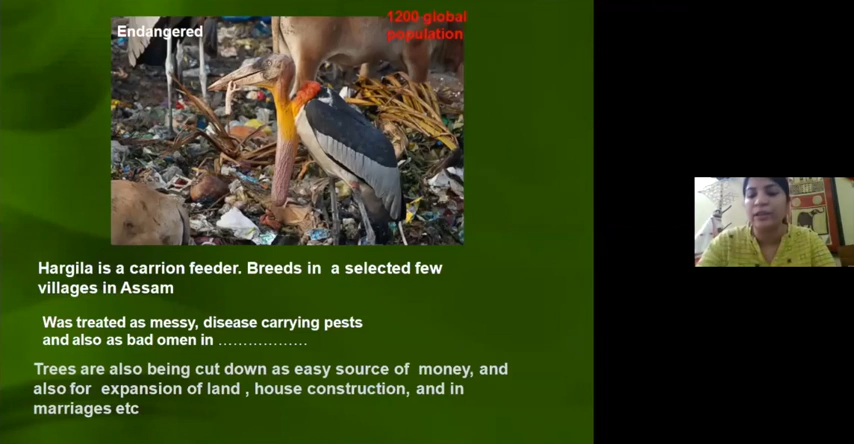 Endangered
1200 global
population
Hargila is a carrion feeder. Breeds in a selected few
villages in Assam
Was treated as messy, disease carrying pests
and also as bad omen in ………………
Trees are also being cut down as easy source of money, and
also for expansion of land , house construction, and in
marriages etc